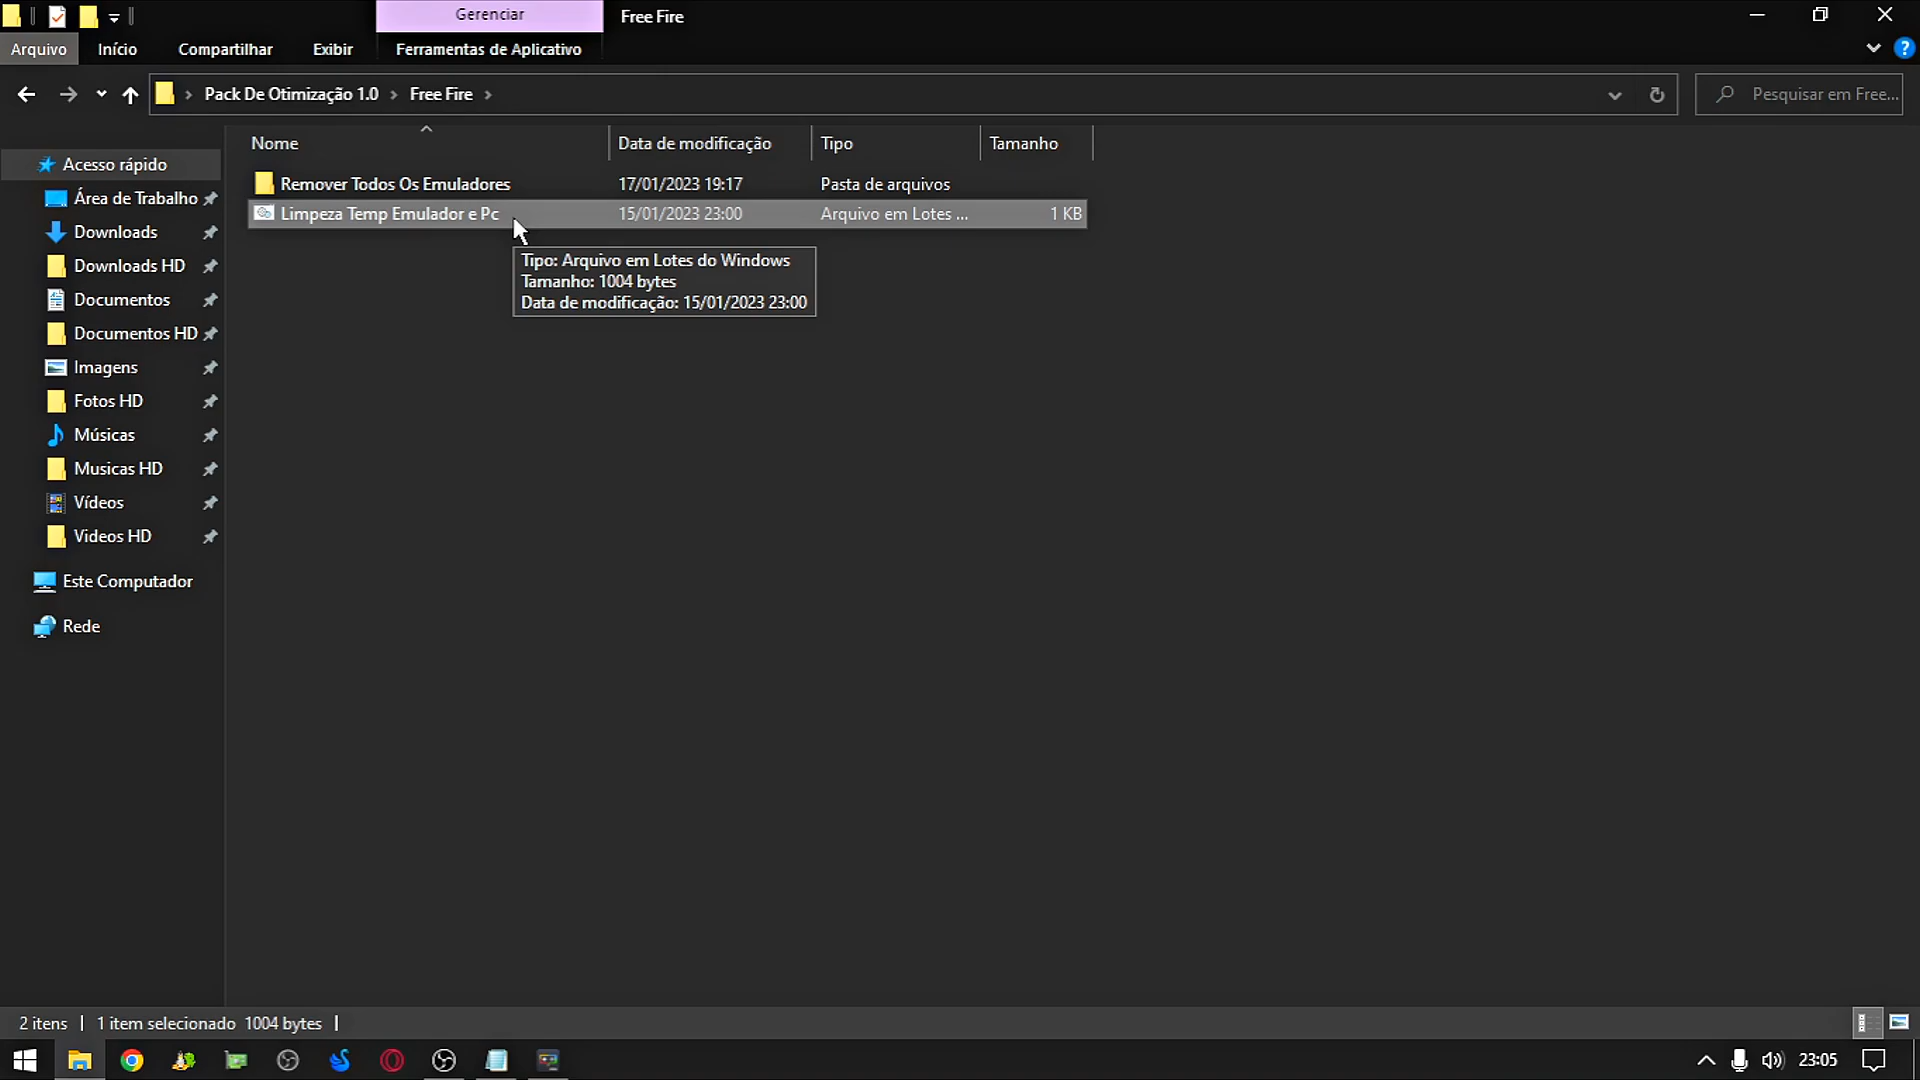 Gerenciar
Free Fire
Arquivo Início Compartilhar Exibir Ferramentas de Aplicativo
Pack De Otimização 1.0 Free Fire
Pesquisar em Free...
Nome Data de modificação Tipo Tamanho
Acesso rápido
Remover Todos Os Emuladores 17/01/2023 19:17 Pasta de arquivos
Limpeza Temp Emulador e Pc 15/01/2023 23:00 Arquivo em Lotes ... 1 KB
Tipo: Arquivo em Lotes do Windows
Tamanho: 1004 bytes
Data de modificação: 15/01/2023 23:00
Área de Trabalho
Downloads
Downloads HD
Documentos
Documentos HD
Imagens
Fotos HD
Músicas
Musicas HD
Vídeos
Videos HD
Este Computador
Rede
2 itens 1 item selecionado 1004 bytes
23:05